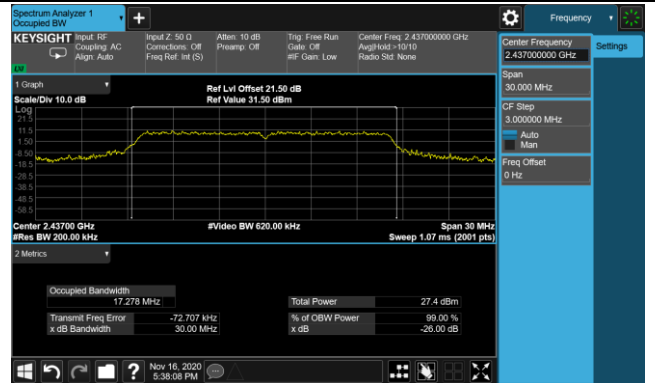 Spectrum Analyzer 1
Occupied BW
Frequency
KEYSIGHT
Input: RF
Coupling: AC
Align: Auto
Input Z: 50 Ω
Corrections: Off
Freq Ref: Int (S)
Atten: 10 dB
Preamp: Off
Trig: Free Run
Gate: Off
#IF Gain: Low
Center Freq: 2.437000000 GHz
Avg|Hold:>10/10
Radio Std: None
Center Frequency
2.437000000 GHz
Settings
Span
30.000 MHz
CF Step
3.000000 MHz
Auto
Man
Freq Offset
0 Hz
1 Graph
Scale/Div 10.0 dB
Ref Lvl Offset 21.50 dB
Ref Value 31.50 dBm
Log
21.5
11.5
1.50
-8.50
-18.5
-28.5
-38.5
-48.5
-58.5
Center 2.43700 GHz
#Res BW 200.00 kHz
#Video BW 620.00 kHz
Span 30 MHz
Sweep 1.07 ms (2001 pts)
2 Metrics
Occupied Bandwidth
17.278 MHz
Total Power 27.4 dBm
Transmit Freq Error -72.707 kHz
% of OBW Power 99.00 %
x dB Bandwidth 30.00 MHz
x dB -26.00 dB
Nov 16, 2020
5:38:08 PM